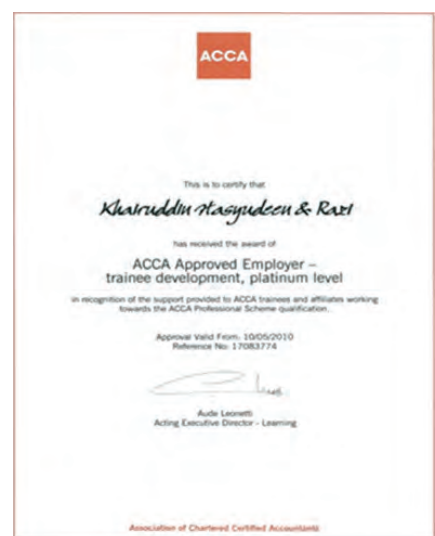 ACCA
This is to certify that
Khairuddin Hasyudeen & Razi
has received the award of
ACCA Approved Employer –
trainee development, platinum level
in recognition of the support provided to ACCA trainees and affiliates working
towards the ACCA Professional Scheme qualification.
Approval Valid From: 10/05/2010
Reference No: 17083774
Aude Leonetti
Acting Executive Director - Learning
Association of Chartered Certified Accountants